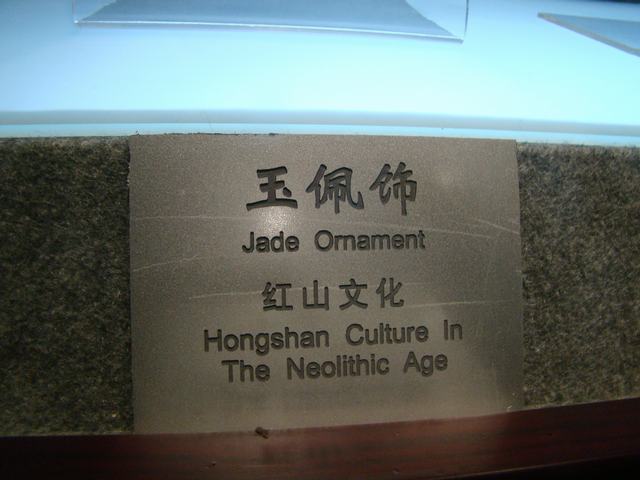 玉佩饰
Jade Ornament
红山文化
Hongshan Culture In
The Neolithic Age